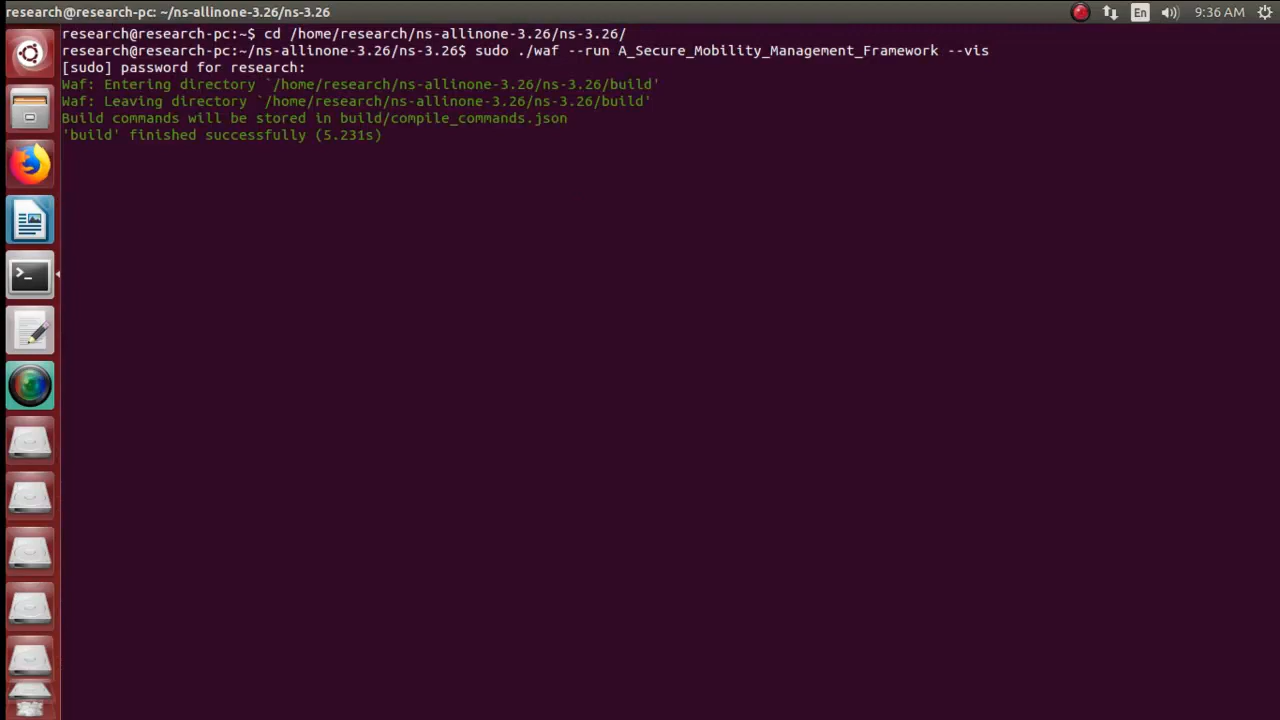 research@research-pc: ~/ns-allinone-3.26/ns-3.26
En
9:36 AM
research@research-pc:~$ cd /home/research/ns-allinone-3.26/ns-3.26/
research@research-pc:~/ns-allinone-3.26/ns-3.26$ sudo ./waf --run A_Secure_Mobility_Management_Framework --vis
[sudo] password for research:
Waf: Entering directory `/home/research/ns-allinone-3.26/ns-3.26/build'
Waf: Leaving directory `/home/research/ns-allinone-3.26/ns-3.26/build'
Build commands will be stored in build/compile_commands.json
'build' finished successfully (5.231s)